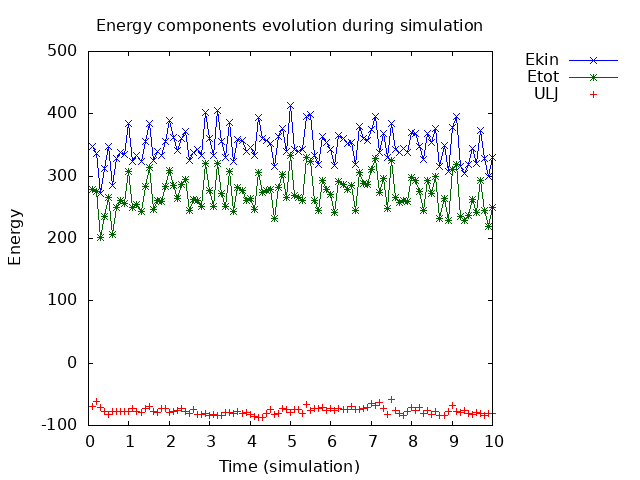 Energy components evolution during simulation
500
400
300
200
100
0
-100
0 1 2 3 4 5 6 7 8 9 10
Energy
Time (simulation)
Ekin
Etot
ULJ